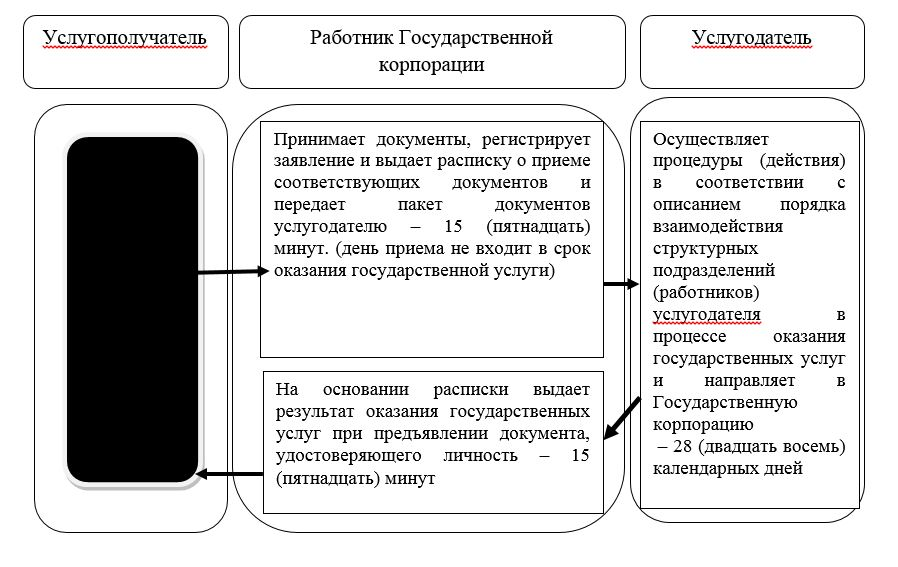 Услугополучатель
Работник Государственной
корпорации
Услугодатель
Принимает документы, регистрирует
заявление и выдает расписку о приеме
соответствующих документов и
передает пакет документов
услугодателю – 15 (пятнадцать)
минут. (день приема не входит в срок
оказания государственной услуги)
На основании расписки выдает
результат оказания государственных
услуг при предъявлении документа,
удостоверяющего личность – 15
(пятнадцать) минут
Осуществляет
процедуры (действия)
в соответствии с
описанием порядка
взаимодействия
структурных
подразделений
(работников)
услугодателя в
процессе оказания
государственных услуг
и направляет в
Государственную
корпорацию
– 28 (двадцать восемь)
календарных дней